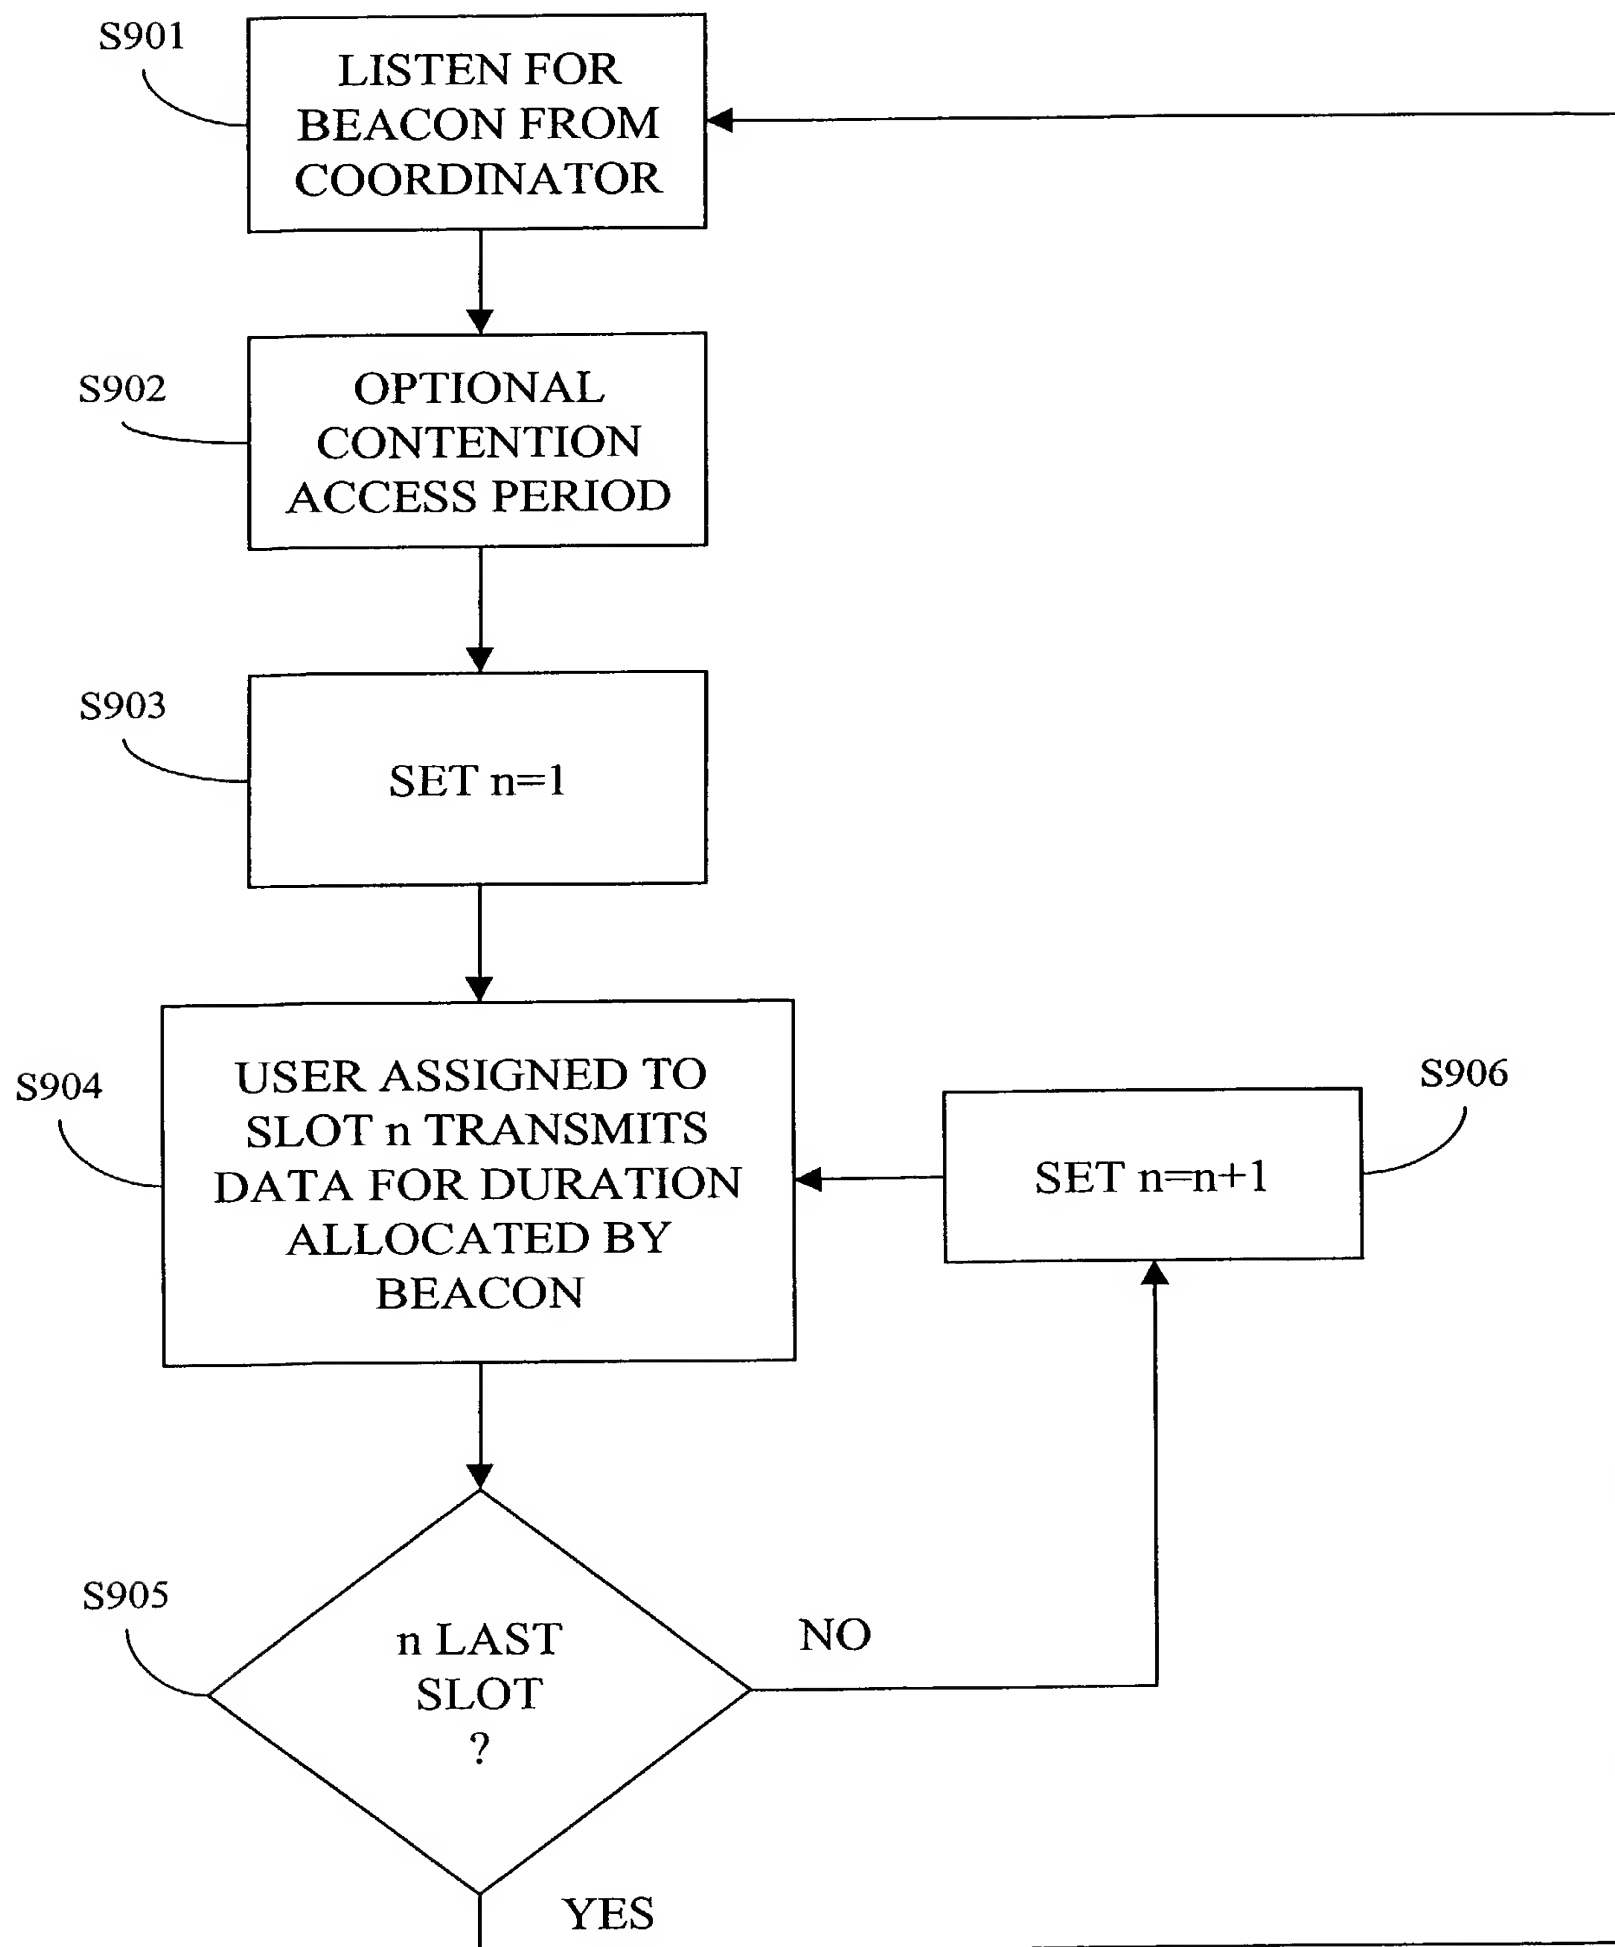 S901
LISTEN FOR
BEACON FROM
COORDINATOR
S902
OPTIONAL
CONTENTION
ACCESS PERIOD
S903
SET n=1
S904
USER ASSIGNED TO
SLOT n TRANSMITS
DATA FOR DURATION
ALLOCATED BY
BEACON
S906
SET n=n+1
S905
n LAST
SLOT
?
NO
YES